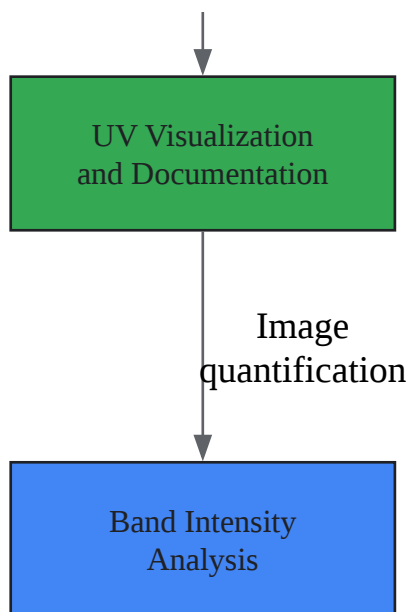 UV Visualization
and Documentation
Image
quantification
Band Intensity
Analysis